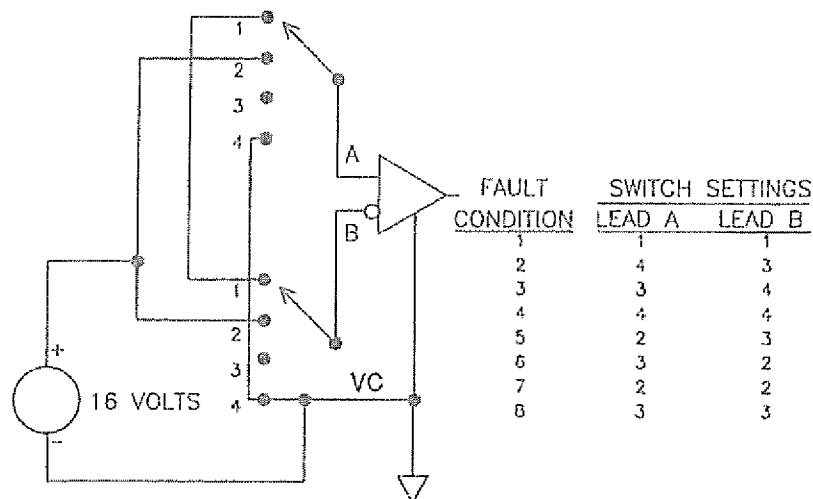 1
2
3
4
A
B
1
2
3
4
VC
+
16 VOLTS
-
FAULT CONDITION
SWITCH SETTINGS
LEAD A LEAD B
1 1 1
2 4 3
3 3 4
4 4 4
5 2 3
6 3 2
7 2 2
8 3 3